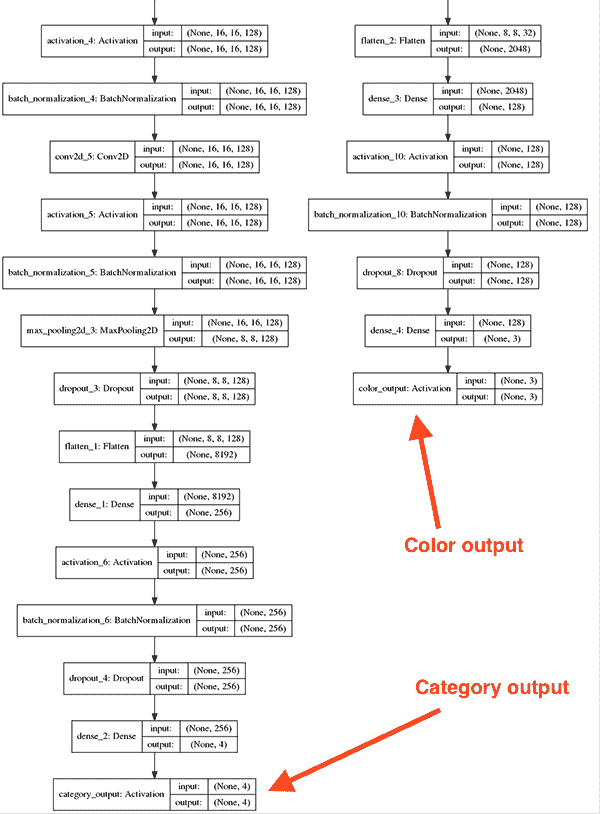 activation_4: Activation input: (None, 16, 16, 128)
output: (None, 16, 16, 128)
batch_normalization_4: BatchNormalization input: (None, 16, 16, 128)
output: (None, 16, 16, 128)
conv2d_5: Conv2D input: (None, 16, 16, 128)
output: (None, 16, 16, 128)
activation_5: Activation input: (None, 16, 16, 128)
output: (None, 16, 16, 128)
batch_normalization_5: BatchNormalization input: (None, 16, 16, 128)
output: (None, 16, 16, 128)
max_pooling2d_3: MaxPooling2D input: (None, 16, 16, 128)
output: (None, 8, 8, 128)
dropout_3: Dropout input: (None, 8, 8, 128)
output: (None, 8, 8, 128)
flatten_1: Flatten input: (None, 8, 8, 128)
output: (None, 8192)
dense_1: Dense input: (None, 8192)
output: (None, 256)
activation_6: Activation input: (None, 256)
output: (None, 256)
batch_normalization_6: BatchNormalization input: (None, 256)
output: (None, 256)
dropout_4: Dropout input: (None, 256)
output: (None, 256)
dense_2: Dense input: (None, 256)
output: (None, 4)
category_output: Activation input: (None, 4)
output: (None, 4)
flatten_2: Flatten input: (None, 8, 8, 32)
output: (None, 2048)
dense_3: Dense input: (None, 2048)
output: (None, 128)
activation_10: Activation input: (None, 128)
output: (None, 128)
batch_normalization_10: BatchNormalization input: (None, 128)
output: (None, 128)
dropout_8: Dropout input: (None, 128)
output: (None, 128)
dense_4: Dense input: (None, 128)
output: (None, 3)
color_output: Activation input: (None, 3)
output: (None, 3)
Color output
Category output